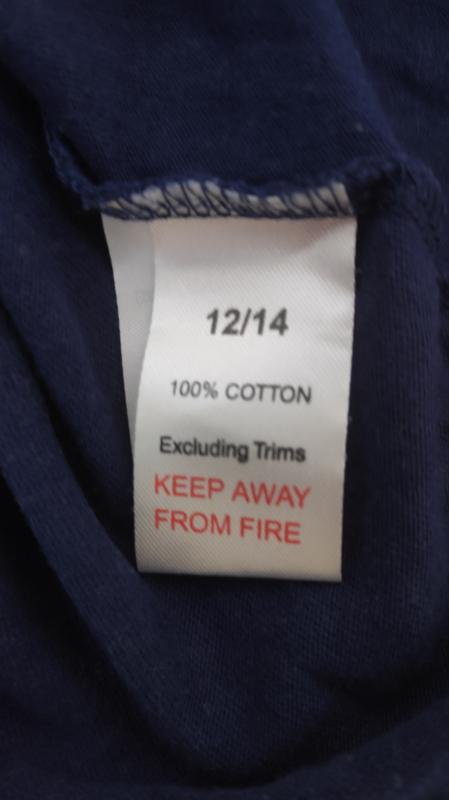 12/14
100% COTTON
Excluding Trims
KEEP AWAY
FROM FIRE